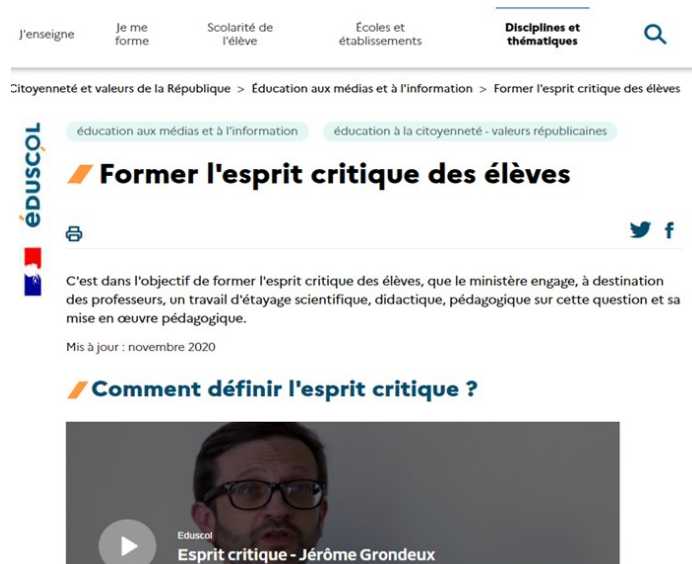 J'enseigne
Je me
forme
Scolarité de
l'élève
Écoles et
établissements
Disciplines et
thématiques
Citoyenneté et valeurs de la République > Éducation aux médias et à l'information > Former l'esprit critique des élèves
éduscol
éducation aux médias et à l'information
éducation à la citoyenneté - valeurs républicaines
Former l'esprit critique des élèves
C'est dans l'objectif de former l'esprit critique des élèves, que le ministère engage, à destination
des professeurs, un travail d'étayage scientifique, didactique, pédagogique sur cette question et sa
mise en œuvre pédagogique.
Mis à jour : novembre 2020
Comment définir l'esprit critique ?
Eduscol
Esprit critique - Jérôme Grondeux